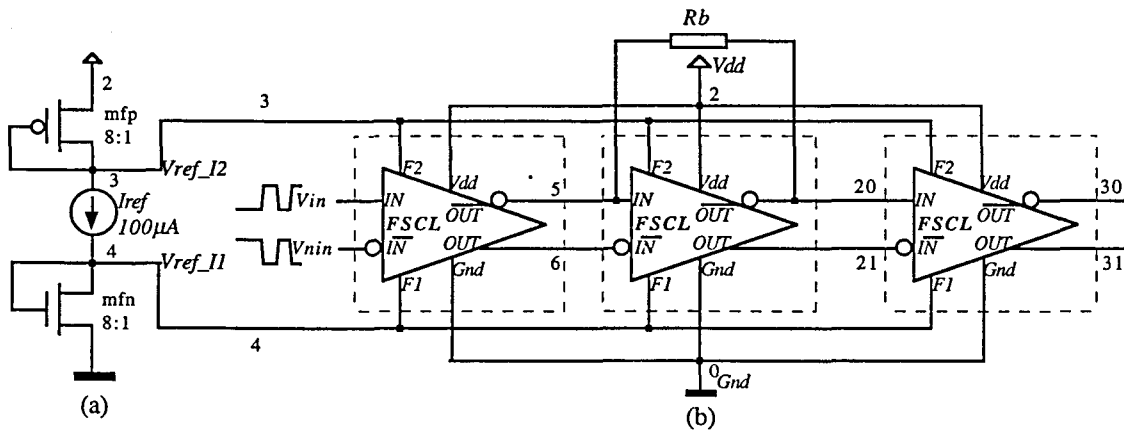 Rb
Vdd
2
2
mfp
8:1
3
3
Vref_I2
Iref
100μA
4
Vref_I1
mfn
8:1
4
(a)
Vin
Vnin
F2
Vdd
IN
OUT
FSCL
IN
OUT
Gnd
F1
5
6
F2
Vdd
IN
OUT
FSCL
IN
OUT
Gnd
F1
20
21
F2
Vdd
IN
OUT
FSCL
IN
OUT
Gnd
F1
30
31
0
Gnd
(b)